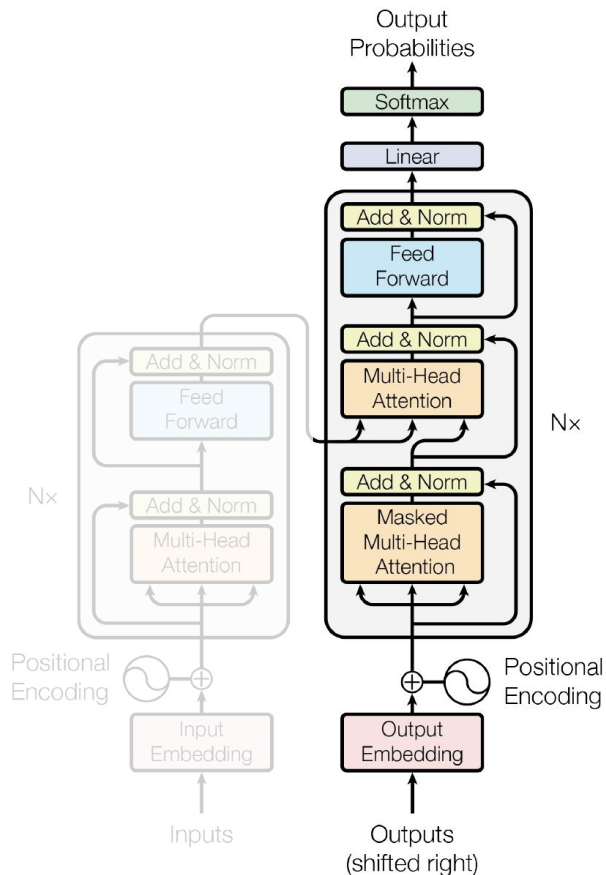 Output
Probabilities
Softmax
Linear
Add & Norm
Feed
Forward
Add & Norm
Multi-Head
Attention
Add & Norm
Masked
Multi-Head
Attention
Nx
Positional
Encoding
Output
Embedding
Outputs
(shifted right)
Add & Norm
Feed
Forward
Nx
Add & Norm
Multi-Head
Attention
Positional
Encoding
Input
Embedding
Inputs